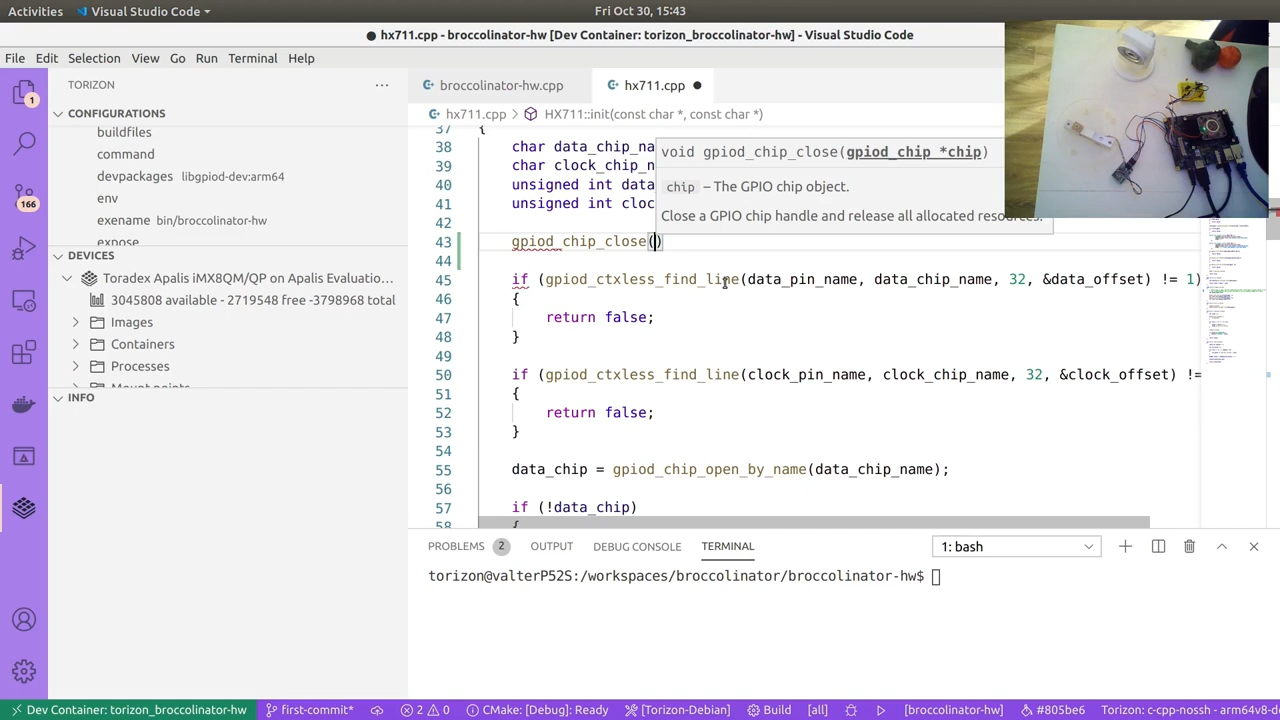 Activities Visual Studio Code Fri Oct 30, 15:43
● hx711.cpp - broccolinator-hw [Dev Container: torizon_broccolinator-hw] - Visual Studio Code
File Edit Selection View Go Run Terminal Help
TORIZON ···
CONFIGURATIONS
buildfiles
command
devpackages libgpiod-dev:arm64
env
exename bin/broccolinator-hw
expose
DEVICES
Toradex Apalis iMX8QM/QP on Apalis Evaluatio...
3045808 available - 2719548 free -3798996 total
Images
Containers
Processes
Mount points
INFO
1
166
broccolinator-hw.cpp hx711.cpp ●
hx711.cpp > HX711::init(const char *, const char *)
37 {
38 char data_chip_na
39 char clock_chip_n
40 unsigned int data
41 unsigned int cloc
_chip_close()
44
(gpiod_ctxless_find_line(data_pin_name, data_chip_name, 32, &data_offset) != 1)
return false;
48
49
50 if (gpiod_ctxless_find_line(clock_pin_name, clock_chip_name, 32, &clock_offset) !=
51 {
52 return false;
53 }
54
55 data_chip = gpiod_chip_open_by_name(data_chip_name);
56
57 if (!data_chip)
58 {
void gpiod_chip_close(gpiod_chip *chip)
chip – The GPIO chip object.
Close a GPIO chip handle and release all allocated resources.
PROBLEMS 2 OUTPUT DEBUG CONSOLE TERMINAL 1: bash
torizon@valterP52S:/workspaces/broccolinator/broccolinator-hw$
Dev Container: torizon_broccolinator-hw first-commit* 2 0 CMake: [Debug]: Ready [Torizon-Debian] Build [all] [broccolinator-hw] #805be6 Torizon: c-cpp-nossh - arm64v8-d